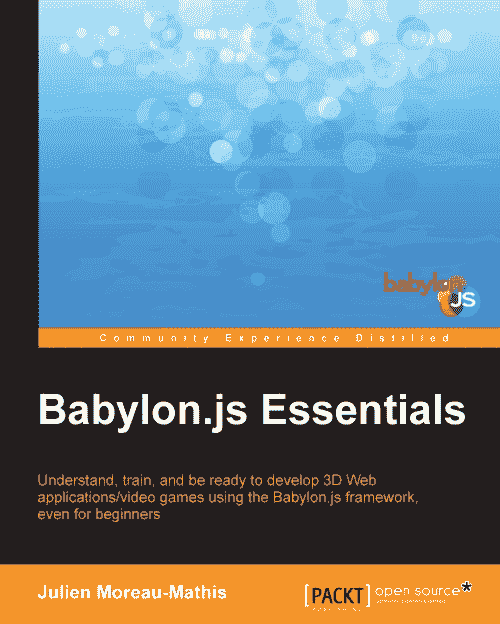 babylon
JS
Community Experience Distilled
Babylon.js Essentials
Understand, train, and be ready to develop 3D Web
applications/video games using the Babylon.js framework,
even for beginners
Julien Moreau-Mathis
[PACKT] open source*
PUBLISHING